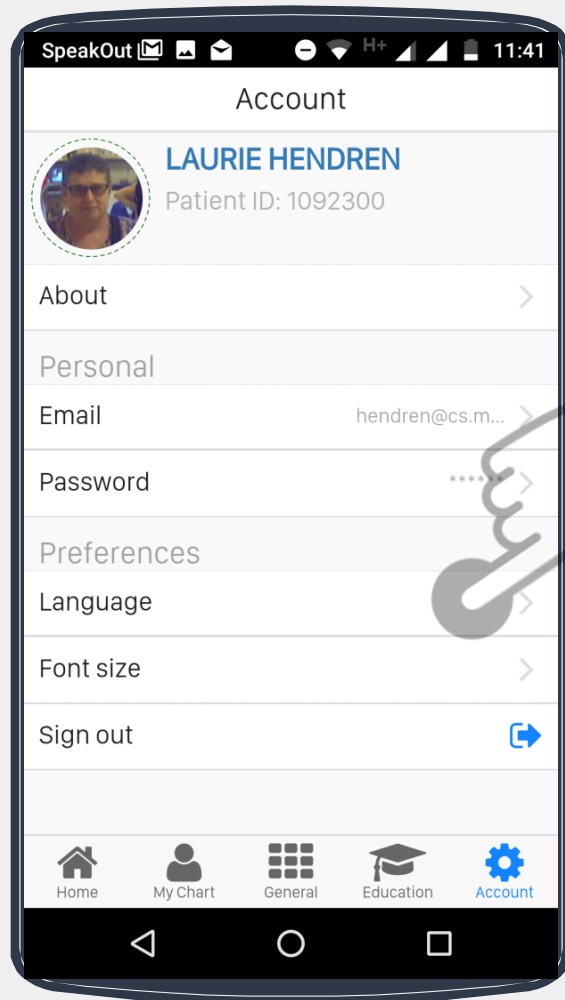 SpeakOut H+ 11:41
Account
LAURIE HENDREN
Patient ID: 1092300
About
Personal
Email hendren@cs.m...
Password ******
Preferences
Language
Font size
Sign out
Home My Chart General Education Account